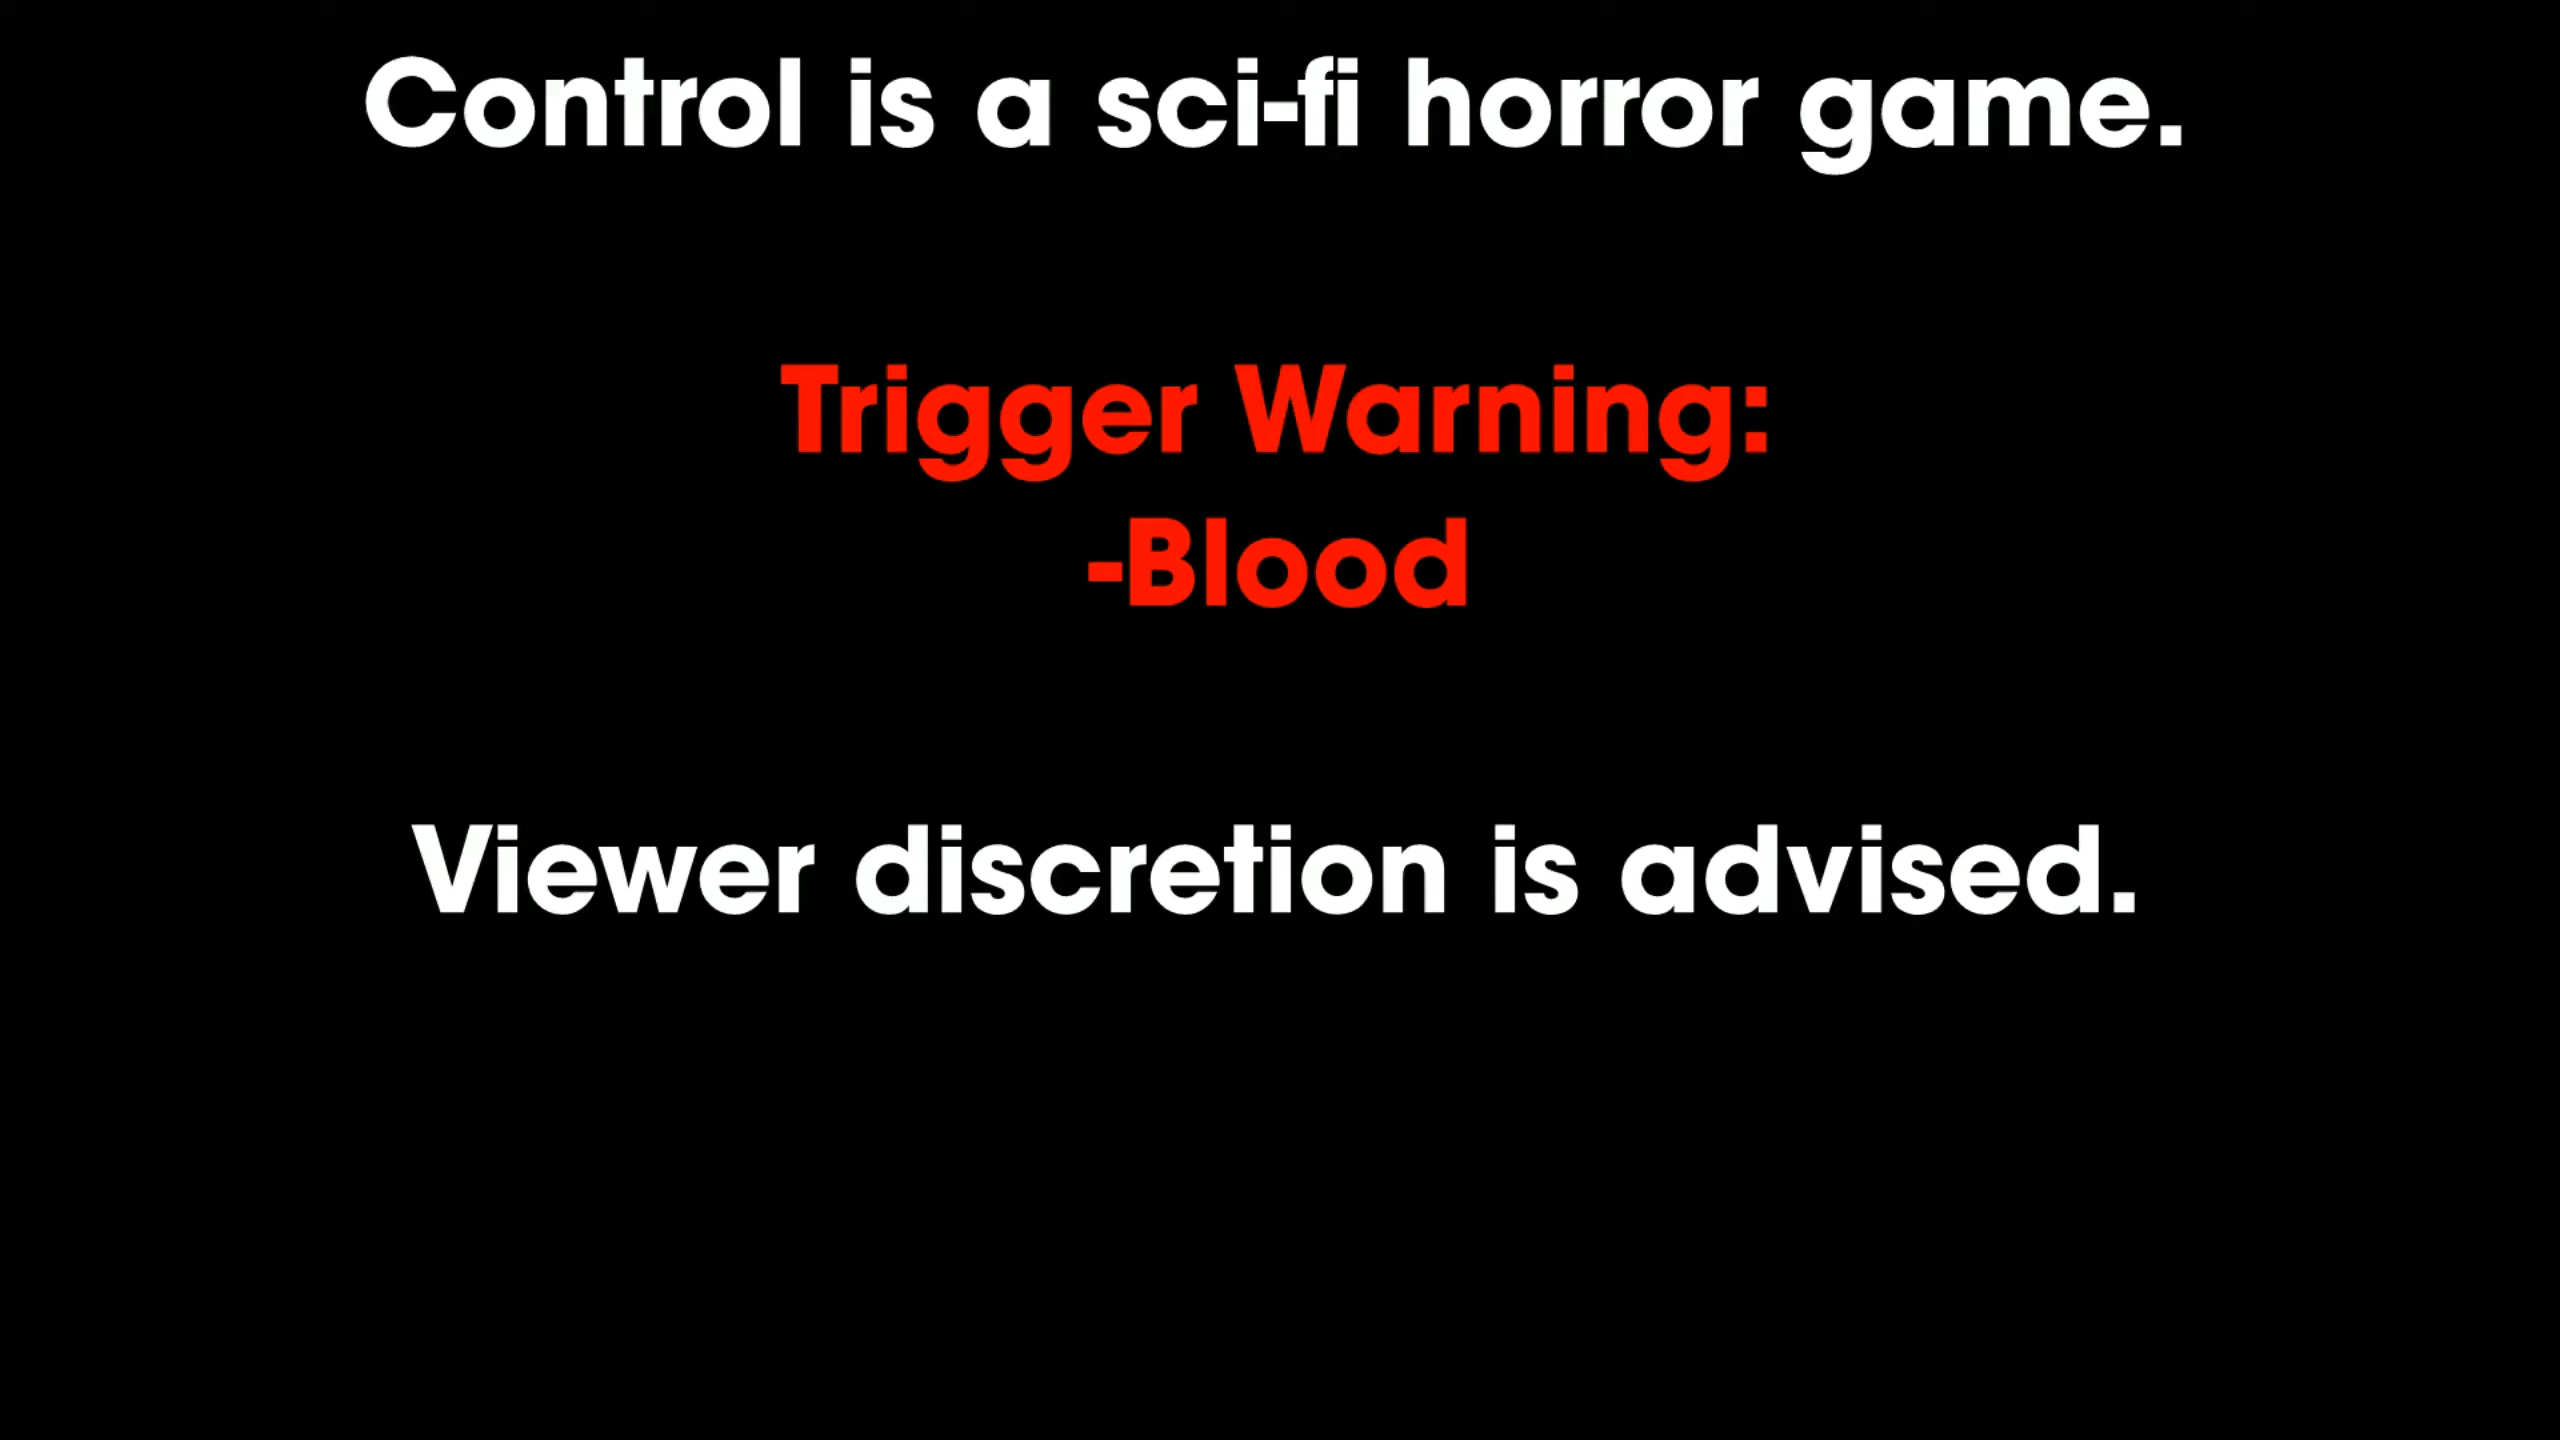 Control is a sci-fi horror game.
Trigger Warning:
-Blood
Viewer discretion is advised.